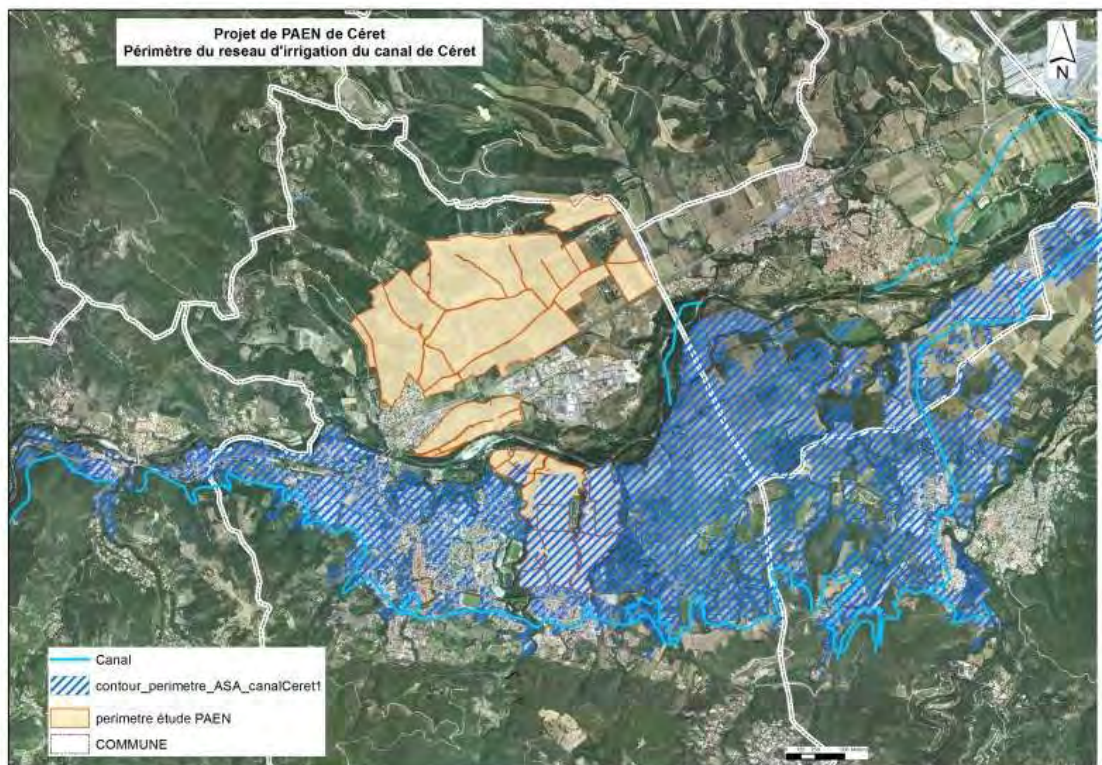 Projet de PAEN de Céret
Périmètre du reseau d'irrigation du canal de Céret
N
Canal
contour_perimetre_ASA_canalCeret1
perimetre étude PAEN
COMMUNE